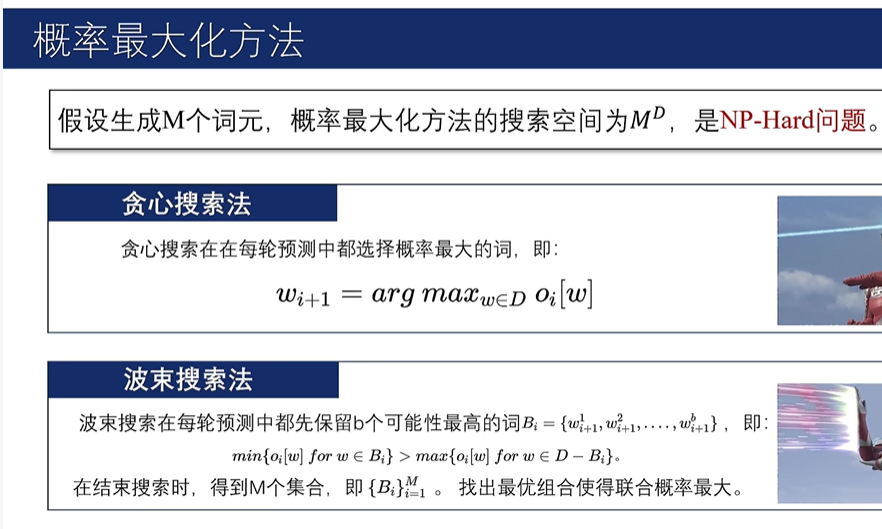 概率最大化方法
假设生成M个词元，概率最大化方法的搜索空间为$M^D$，是NP-Hard问题。
贪心搜索法
贪心搜索在在每轮预测中都选择概率最大的词，即：
$w_{i+1} = arg\ max_{w \in D}\ o_i[w]$
波束搜索法
波束搜索在每轮预测中都先保留b个可能性最高的词$B_i = \{w_{i+1}^1, w_{i+1}^2, ...., w_{i+1}^b\}$，即：
$min\{o_i[w]\ for\ w \in B_i\} > max\{o_i[w]\ for\ w \in D - B_i\}$。
在结束搜索时，得到M个集合，即$\{B_i\}_{i=1}^M$ 。找出最优组合使得联合概率最大。